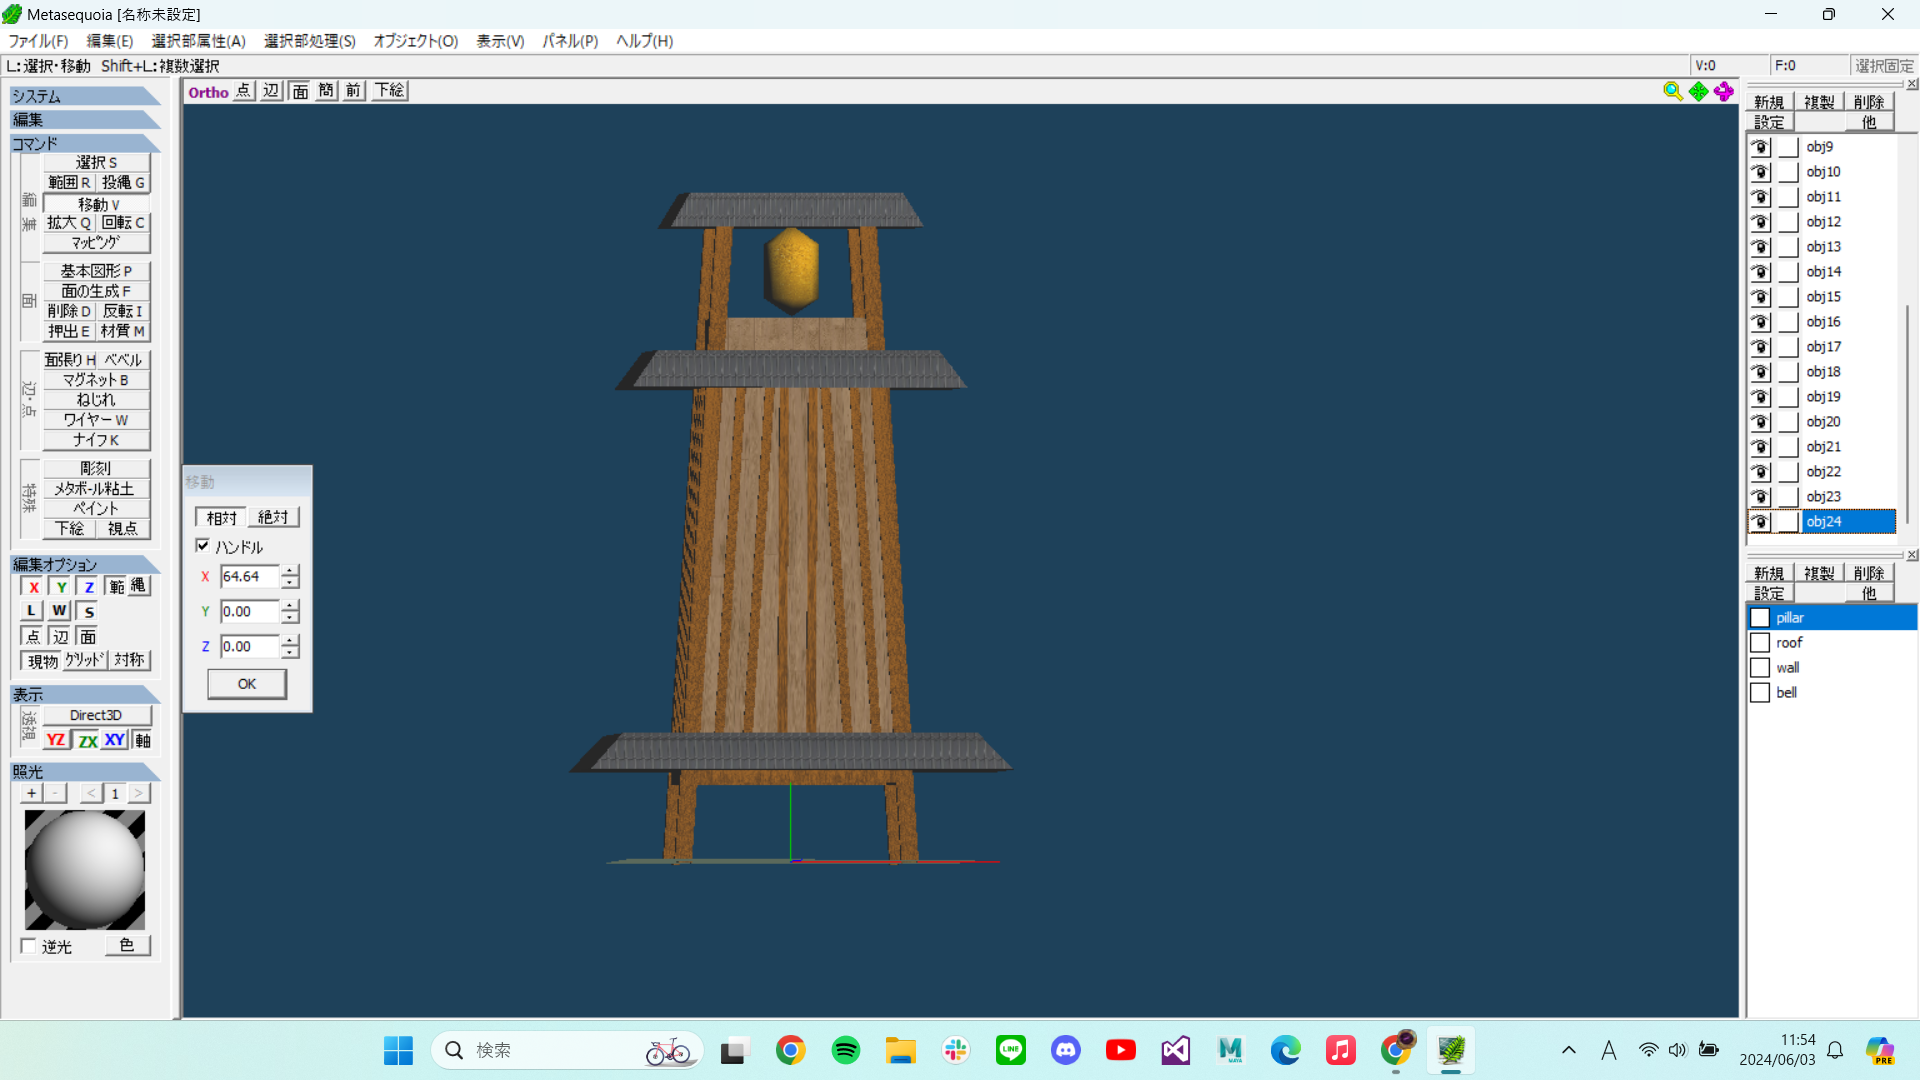 Metasequoia [名称未設定]
ファイル(F) 編集(E) 選択部属性(A) 選択部処理(S) オブジェクト(O) 表示(V) パネル(P) ヘルプ(H)
L:選択・移動 Shift+L:複数選択 V:0 F:0 選択固定
Ortho 点 辺 面 簡 前 下絵
システム
編集
コマンド
編集
選択 S
範囲 R 投縄 G
移動 V
拡大 Q 回転 C
マッピング
面
基本図形 P
面の生成 F
削除 D 反転 I
押出 E 材質 M
辺・点
面張り H ベベル
マグネット B
ねじれ
ワイヤー W
ナイフ K
特殊
彫刻
メタボール粘土
ペイント
下絵 視点
編集オプション
X Y Z 範 縄
L W S
点 辺 面
現物 グリッド 対称
表示
透視
Direct3D
YZ ZX XY 軸
照光
+ - < 1 >
逆光 色
移動
相対 絶対
ハンドル
X 64.64
Y 0.00
Z 0.00
OK
新規 複製 削除
設定 他
obj9
obj10
obj11
obj12
obj13
obj14
obj15
obj16
obj17
obj18
obj19
obj20
obj21
obj22
obj23
obj24
新規 複製 削除
設定 他
pillar
roof
wall
bell
検索
LINE
M
MAYA
A
11:54
2024/06/03
PRE